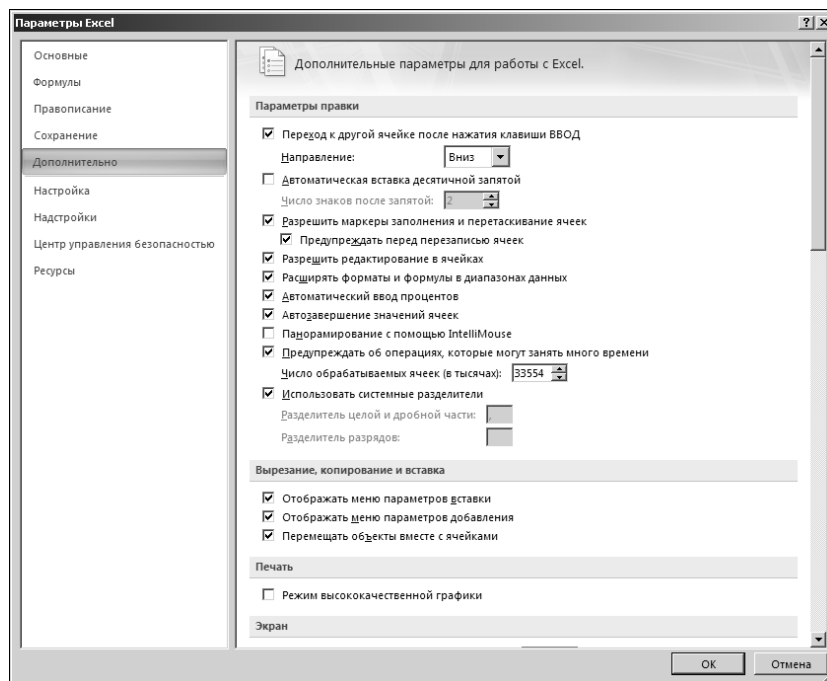 Параметры Excel
Основные
Формулы
Правописание
Сохранение
Дополнительно
Настройка
Надстройки
Центр управления безопасностью
Ресурсы
Дополнительные параметры для работы с Excel.
Параметры правки
Переход к другой ячейке после нажатия клавиши ВВОД
Направление: Вниз
Автоматическая вставка десятичной запятой
Число знаков после запятой: 2
Разрешить маркеры заполнения и перетаскивание ячеек
Предупреждать перед перезаписью ячеек
Разрешить редактирование в ячейках
Расширять форматы и формулы в диапазонах данных
Автоматический ввод процентов
Автозавершение значений ячеек
Панорамирование с помощью IntelliMouse
Предупреждать об операциях, которые могут занять много времени
Число обрабатываемых ячеек (в тысячах): 33554
Использовать системные разделители
Разделитель целой и дробной части: ,
Разделитель разрядов:
Вырезание, копирование и вставка
Отображать меню параметров вставки
Отображать меню параметров добавления
Перемещать объекты вместе с ячейками
Печать
Режим высококачественной графики
Экран
ОК Отмена